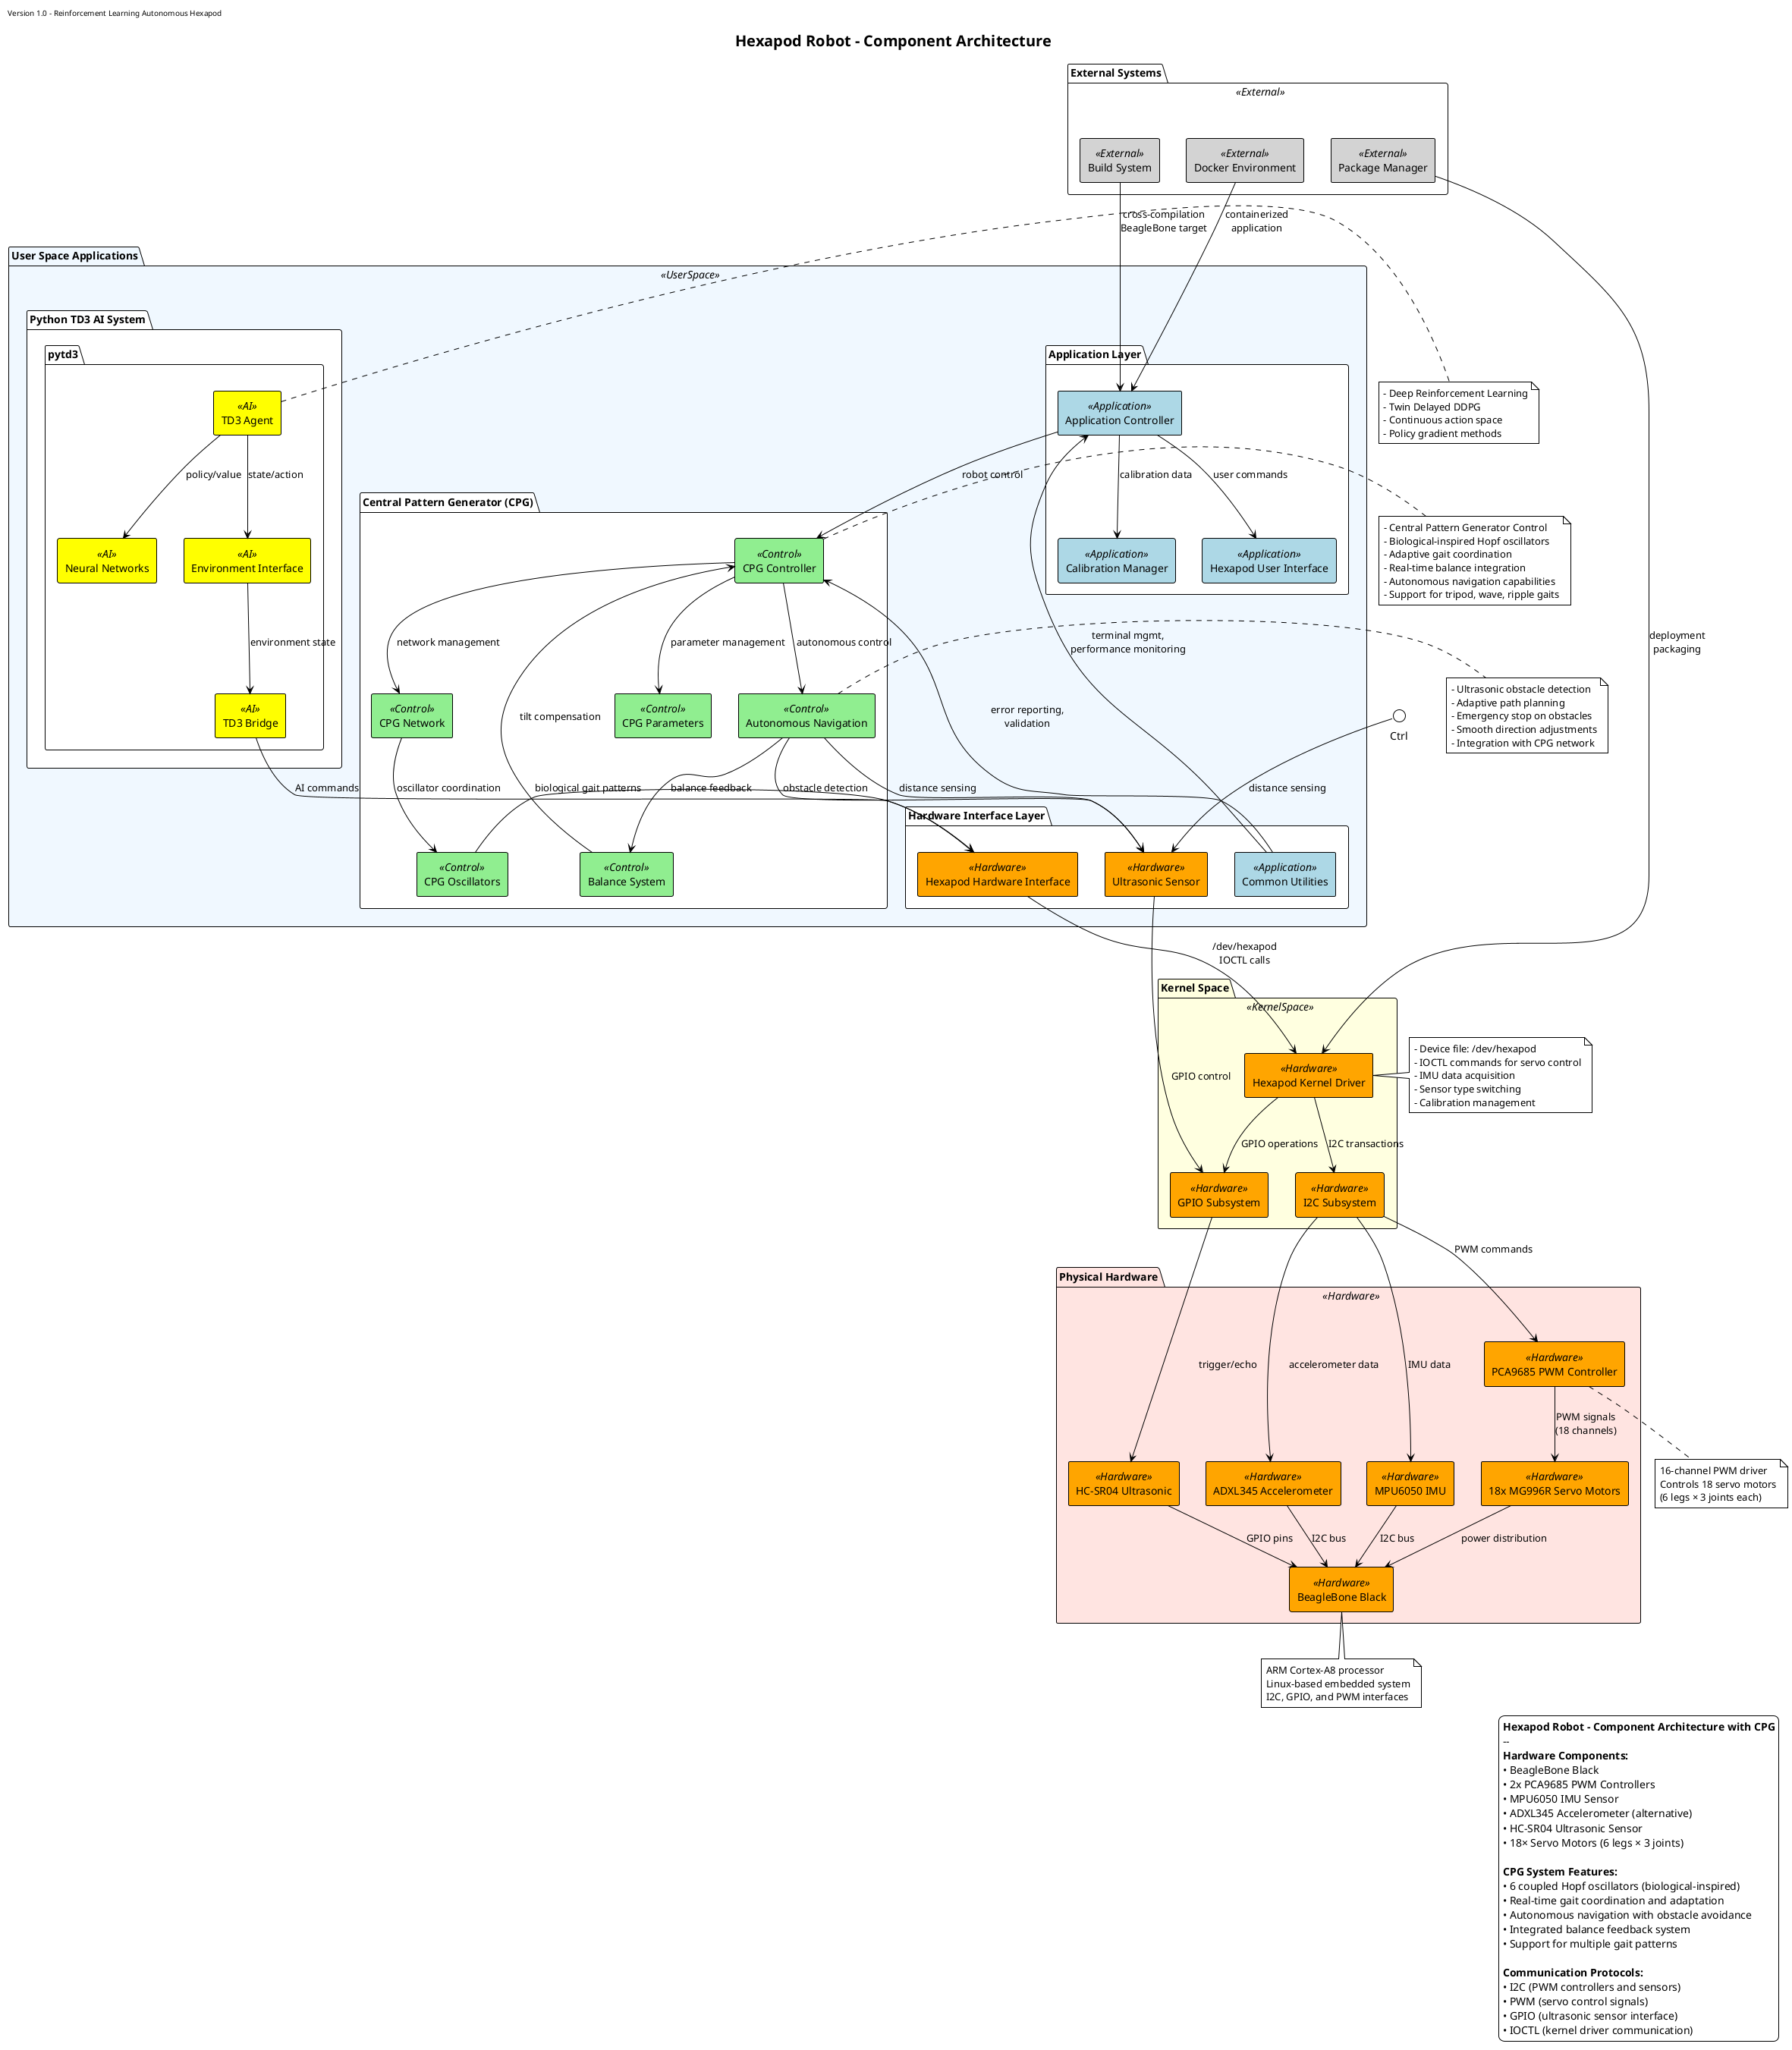 Version 1.0 - Reinforcement Learning Autonomous Hexapod
Hexapod Robot - Component Architecture
External Systems
«External»
«External»
Build System
«External»
Docker Environment
«External»
Package Manager
cross-compilation
BeagleBone target
containerized
application
User Space Applications
«UserSpace»
Python TD3 AI System
pytd3
«AI»
TD3 Agent
policy/value
state/action
«AI»
Neural Networks
«AI»
Environment Interface
environment state
«AI»
TD3 Bridge
AI commands
Application Layer
«Application»
Application Controller
robot control
calibration data
user commands
«Application»
Calibration Manager
«Application»
Hexapod User Interface
- Deep Reinforcement Learning
- Twin Delayed DDPG
- Continuous action space
- Policy gradient methods
Central Pattern Generator (CPG)
«Control»
CPG Controller
network management
parameter management
autonomous control
«Control»
CPG Network
tilt compensation
«Control»
CPG Parameters
«Control»
Autonomous Navigation
oscillator coordination
biological gait patterns
balance feedback
obstacle detection
distance sensing
«Control»
CPG Oscillators
«Control»
Balance System
- Central Pattern Generator Control
- Biological-inspired Hopf oscillators
- Adaptive gait coordination
- Real-time balance integration
- Autonomous navigation capabilities
- Support for tripod, wave, ripple gaits
terminal mgmt,
performance monitoring
deployment
packaging
error reporting,
validation
Ctrl
- Ultrasonic obstacle detection
- Adaptive path planning
- Emergency stop on obstacles
- Smooth direction adjustments
- Integration with CPG network
distance sensing
Hardware Interface Layer
«Hardware»
Hexapod Hardware Interface
«Hardware»
Ultrasonic Sensor
«Application»
Common Utilities
/dev/hexapod
IOCTL calls
Kernel Space
«KernelSpace»
«Hardware»
Hexapod Kernel Driver
- Device file: /dev/hexapod
- IOCTL commands for servo control
- IMU data acquisition
- Sensor type switching
- Calibration management
GPIO control
GPIO operations
I2C transactions
«Hardware»
GPIO Subsystem
«Hardware»
I2C Subsystem
PWM commands
Physical Hardware
«Hardware»
trigger/echo
accelerometer data
IMU data
«Hardware»
PCA9685 PWM Controller
PWM signals
(18 channels)
«Hardware»
HC-SR04 Ultrasonic
«Hardware»
ADXL345 Accelerometer
«Hardware»
MPU6050 IMU
«Hardware»
18x MG996R Servo Motors
16-channel PWM driver
Controls 18 servo motors
(6 legs × 3 joints each)
GPIO pins
I2C bus
I2C bus
power distribution
«Hardware»
BeagleBone Black
ARM Cortex-A8 processor
Linux-based embedded system
I2C, GPIO, and PWM interfaces
Hexapod Robot - Component Architecture with CPG
--
Hardware Components:
• BeagleBone Black
• 2x PCA9685 PWM Controllers
• MPU6050 IMU Sensor
• ADXL345 Accelerometer (alternative)
• HC-SR04 Ultrasonic Sensor
• 18× Servo Motors (6 legs × 3 joints)
CPG System Features:
• 6 coupled Hopf oscillators (biological-inspired)
• Real-time gait coordination and adaptation
• Autonomous navigation with obstacle avoidance
• Integrated balance feedback system
• Support for multiple gait patterns
Communication Protocols:
• I2C (PWM controllers and sensors)
• PWM (servo control signals)
• GPIO (ultrasonic sensor interface)
• IOCTL (kernel driver communication)